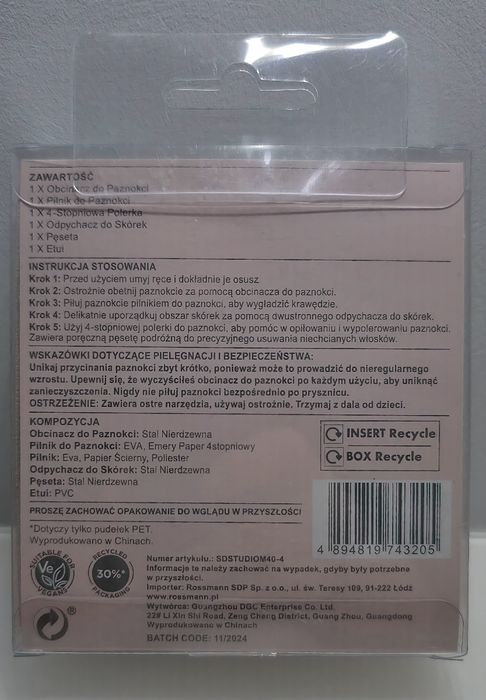 ZAWARTOŚĆ
1 X Obcinacz do Paznokci
1 X Pilnik do Paznokci
1 X 4-Stopniowa Polerka
1 X Odpychacz do Skórek
1 X Pęseta
1 X Etui
INSTRUKCJA STOSOWANIA
Krok 1: Przed użyciem umyj ręce i dokładnie je osusz.
Krok 2: Ostrożnie obetnij paznokcie za pomocą obcinacza do paznokci.
Krok 3: Piłuj paznokcie pilnikiem do paznokci, aby wygładzić krawędzie.
Krok 4: Delikatnie uporządkuj obszar skórek za pomocą dwustronnego odpychacza do skórek.
Krok 5: Użyj 4-stopniowej polerki do paznokci, aby pomóc w opiłowaniu i wypolerowaniu paznokci.
Zawiera poręczną pęsetę podróżną do precyzyjnego usuwania niechcianych włosków.
WSKAZÓWKI DOTYCZĄCE PIELĘGNACJI I BEZPIECZEŃSTWA:
Unikaj przycinania paznokci zbyt krótko, ponieważ może to prowadzić do nieregularnego
wzrostu. Upewnij się, że wyczyściłeś obcinacz do paznokci po każdym użyciu, aby uniknąć
zanieczyszczenia. Nigdy nie piłuj paznokci bezpośrednio po prysznicu.
OSTRZEŻENIE: Zawiera ostre narzędzia, używaj ostrożnie. Trzymaj z dala od dzieci.
KOMPOZYCJA
Obcinacz do Paznokci: Stal Nierdzewna
Pilnik do Paznokci: EVA, Emery Paper 4stopniowy
Pilnik: Eva, Papier Ścierny, Poliester
Odpychacz do Skórek: Stal Nierdzewna
Pęseta: Stal Nierdzewna
Etui: PVC
INSERT Recycle
BOX Recycle
PROSZĘ ZACHOWAĆ OPAKOWANIE DO WGLĄDU W PRZYSZŁOŚCI
*Dotyczy tylko pudełek PET.
Wyprodukowano w Chinach.
4 894819 743205
SUITABLE FOR
Ve
VEGANS
RECYCLED
30%*
PACKAGING
Numer artykułu.: SDSTUDIOM40-4
Informacje te należy zachować na wypadek, gdyby były potrzebne
w przyszłości.
Importer: Rossmann SDP Sp. z o.o., ul. św. Teresy 109, 91-222 Łódź
www.rossmann.pl
Wytwórca: Guangzhou DGC Enterprise Co. Ltd.
22# Li Xin Shi Road, Zeng Cheng District, Guang Zhou, Guangdong
Wyprodukowano w Chinach
BATCH CODE: 11/2024
®